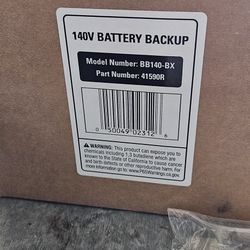 140V BATTERY BACKUP
Model Number: BB140-BX
Part Number: 41590R
0 50049 02312 6
WARNING: This product can expose you to
chemicals including 1,3 butadiene which are
known to the State of California to cause cancer
and birth defects or other reproductive harm. For
more information go to: www.P65Warnings.ca.gov.